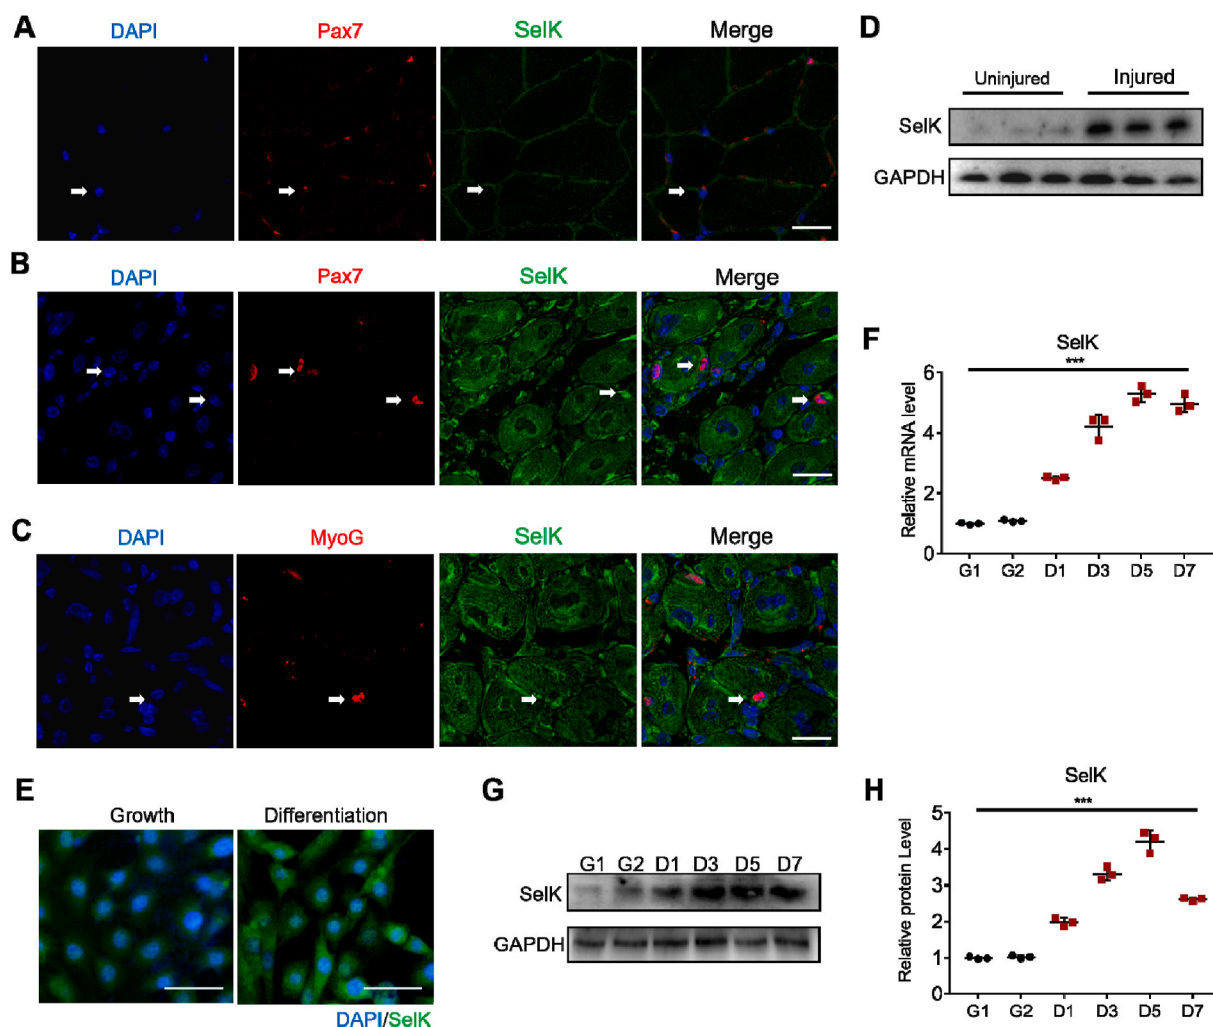 A
DAPI Pax7 SelK Merge
B
DAPI Pax7 SelK Merge
C
DAPI MyoG SelK Merge
D
Uninjured Injured
SelK
GAPDH
E
Growth Differentiation
DAPI/SelK
F
SelK
***
Relative mRNA level
6
4
2
0
G1 G2 D1 D3 D5 D7
G
G1 G2 D1 D3 D5 D7
SelK
GAPDH
H
SelK
***
Relative protein Level
5
4
3
2
1
0
G1 G2 D1 D3 D5 D7